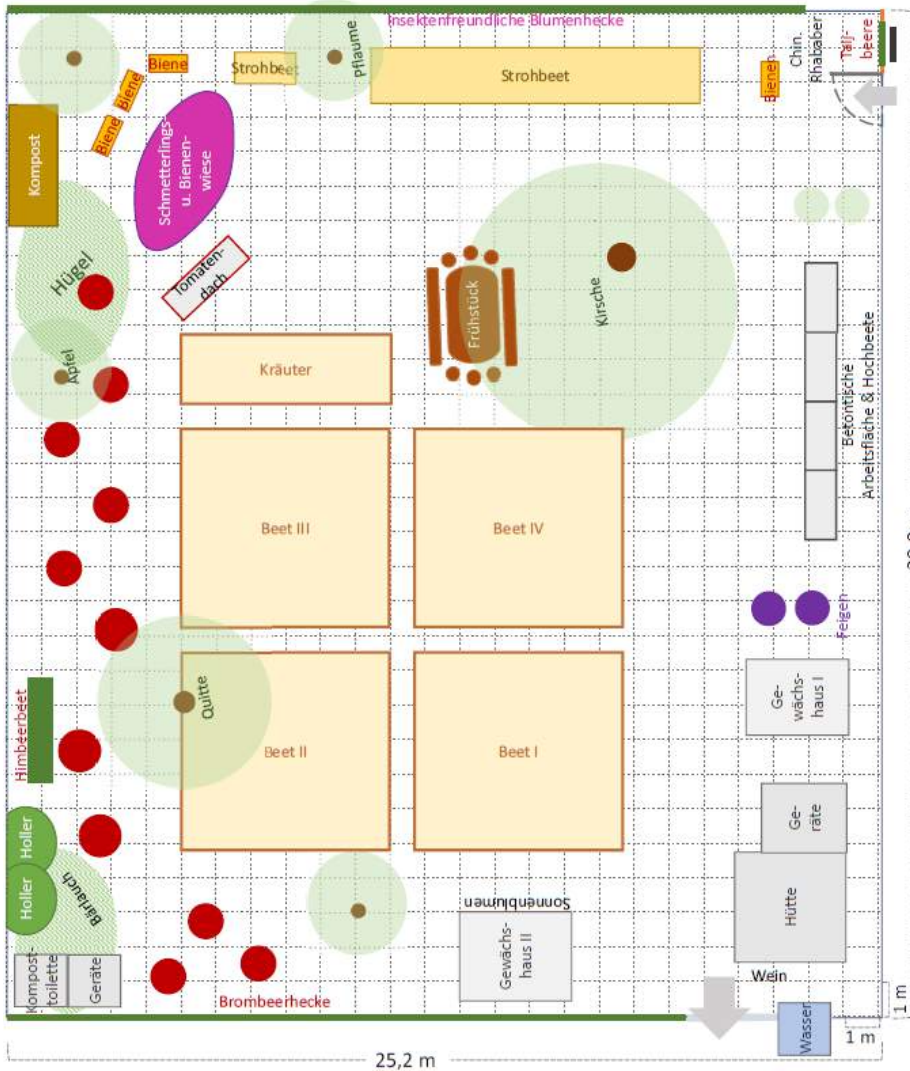 Insektenfreundliche Blumenhecke
Pflaume
Chin.
Rhababer
Taij-
beere
Biene
Biene
Biene
Strohbeet
Strohbeet
Bienen
Kompost
Schmetterlings-
u. Bienen-
wiese
Hügel
Tomaten-
dach
Frühstück
Kirsche
Apfel
Kräuter
Betontische
Arbeitsfläche & Hochbeete
Beet III
Beet IV
Feigen
Himbeerbeet
Quitte
Ge-
wächs-
haus I
Beet II
Beet I
Ge-
räte
Holler
Holler
Bärlauch
Sonnenblumen
Hütte
Gewächs-
haus II
Kompost-
toilette
Geräte
Brombeerhecke
Wein
Wasser
1 m
1 m
25,2 m